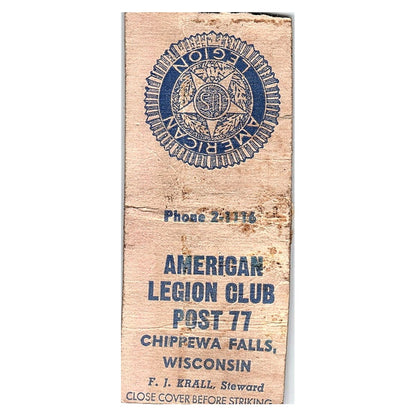 AMERICAN
LEGION
US
Phone 2-1116
AMERICAN
LEGION CLUB
POST 77
CHIPPEWA FALLS,
WISCONSIN
F. J. KRALL, Steward
CLOSE COVER BEFORE STRIKING